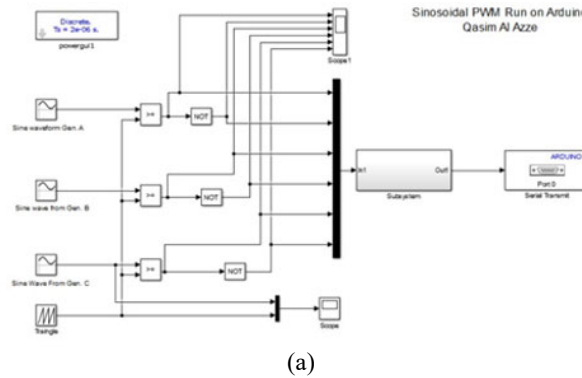 Discrete,
Ts = 2e-06 s.
powergui1
Sinosoidal PWM Run on Arduino
Qasim Al Azze
Scope1
Sine waveform Gen. A
>=
NOT
Sine wave from Gen. B
>=
NOT
In1
Out1
Subsystem
ARDUINO
Port 0
Serial Transmit
Sine Wave From Gen. C
>=
NOT
Traingle
Scope
(a)